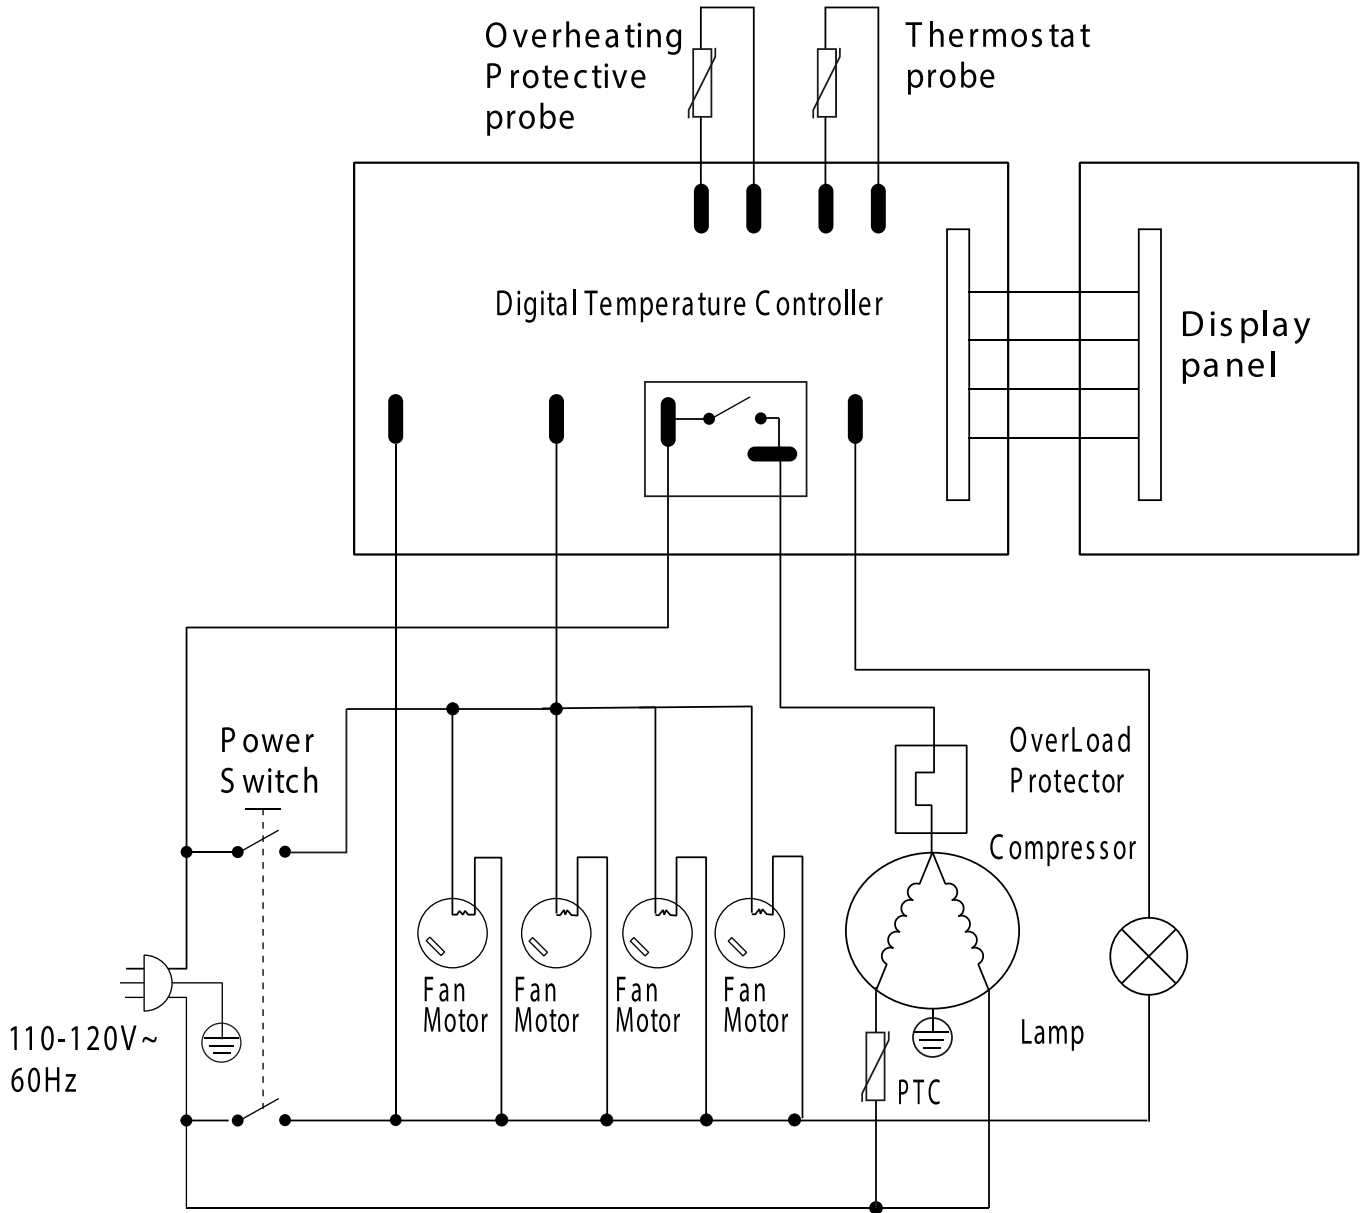 Overheating
Protective
probe
Thermostat
probe
Digital Temperature Controller
Display
panel
Power
Switch
OverLoad
Protector
Compressor
Fan
Motor
Fan
Motor
Fan
Motor
Fan
Motor
Lamp
110-120V~
60Hz
PTC